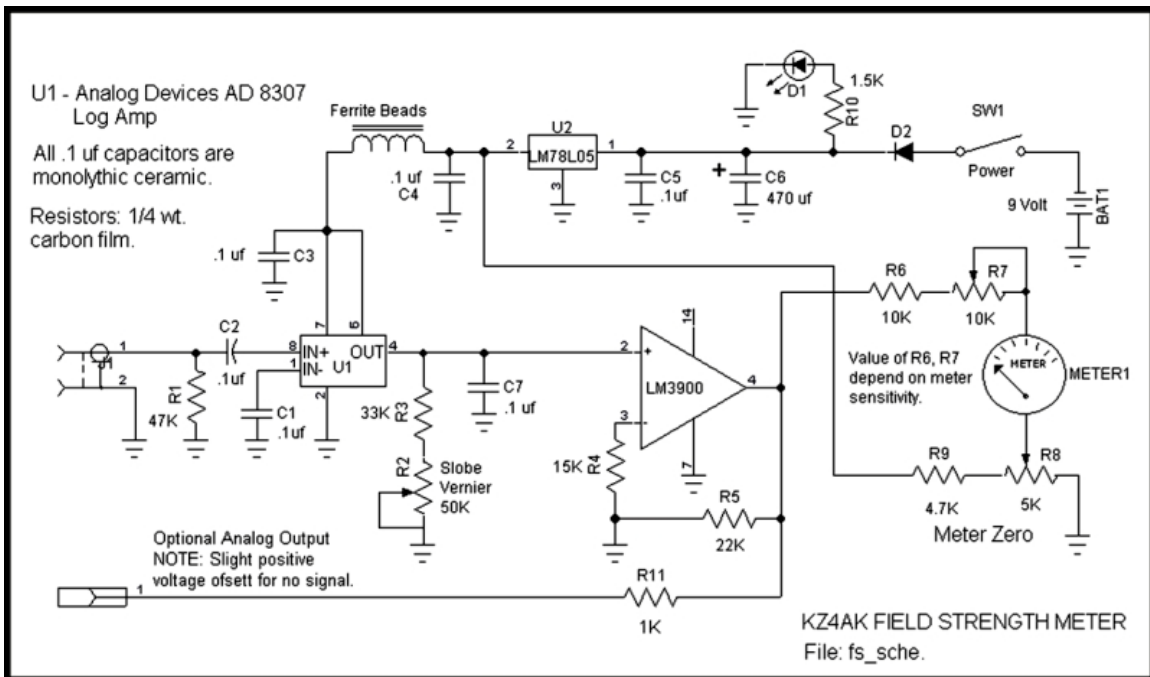 U1 - Analog Devices AD 8307
Log Amp
All .1 uf capacitors are
monolythic ceramic.
Resistors: 1/4 wt.
carbon film.
Ferrite Beads
.1 uf
C4
2
U2
LM78L05
1
3
C5
.1uf
+
C6
470 uf
D1
1.5K
R10
D2
SW1
Power
9 Volt
BAT1
.1 uf
C3
7
6
1
J1
2
R1
47K
C2
.1uf
8
1
IN+
IN-
OUT
U1
4
2
C1
.1uf
33K
R3
C7
.1 uf
R2
Slobe
Vernier
50K
2
+
3
-
14
LM3900
4
7
15K
R4
R5
22K
R6
10K
R7
10K
Value of R6, R7
depend on meter
sensitivity.
METER
METER1
R9
4.7K
R8
5K
Meter Zero
Optional Analog Output
NOTE: Slight positive
voltage ofsett for no signal.
1
R11
1K
KZ4AK FIELD STRENGTH METER
File: fs_sche.